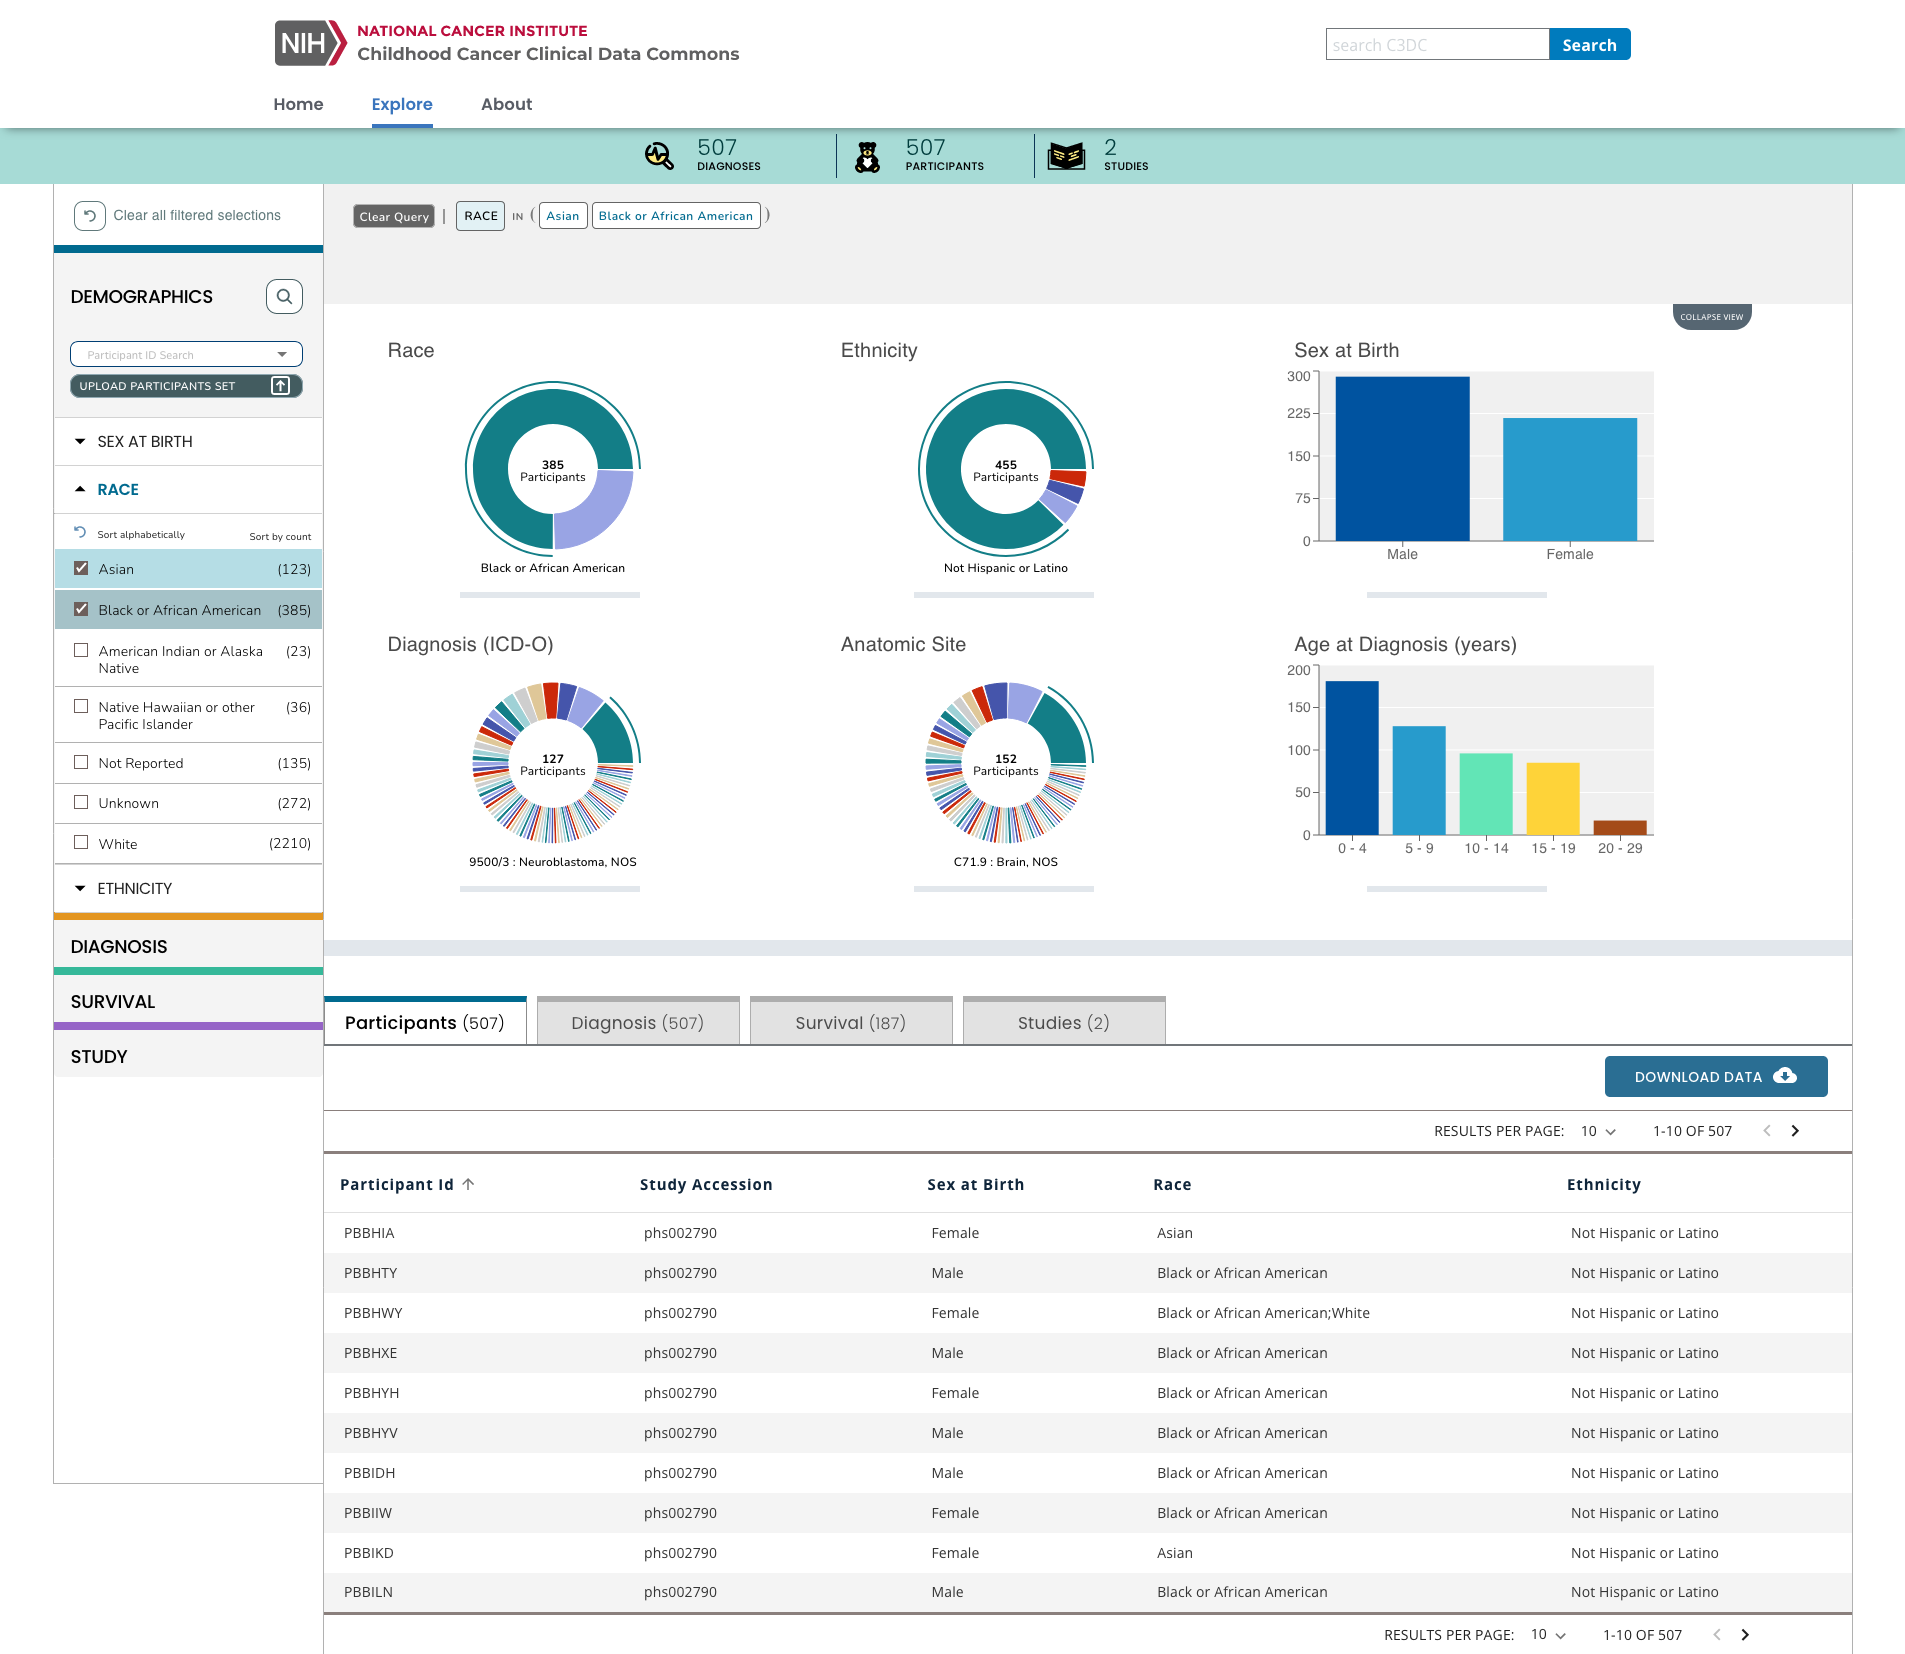 NIH NATIONAL CANCER INSTITUTE
Childhood Cancer Clinical Data Commons
search C3DC Search
Home Explore About
507 DIAGNOSES
507 PARTICIPANTS
2 STUDIES
Clear all filtered selections
Clear Query | RACE IN ( Asian Black or African American )
DEMOGRAPHICS
Participant ID Search
UPLOAD PARTICIPANTS SET
SEX AT BIRTH
RACE
Sort alphabetically Sort by count
Asian (123)
Black or African American (385)
American Indian or Alaska (23)
Native
Native Hawaiian or other (36)
Pacific Islander
Not Reported (135)
Unknown (272)
White (2210)
ETHNICITY
DIAGNOSIS
SURVIVAL
STUDY
COLLAPSE VIEW
Race
385
Participants
Black or African American
Ethnicity
455
Participants
Not Hispanic or Latino
Sex at Birth
300
225
150
75
0
Male Female
Diagnosis (ICD-O)
127
Participants
9500/3 : Neuroblastoma, NOS
Anatomic Site
152
Participants
C71.9 : Brain, NOS
Age at Diagnosis (years)
200
150
100
50
0
0 - 4 5 - 9 10 - 14 15 - 19 20 - 29
Participants (507) Diagnosis (507) Survival (187) Studies (2)
DOWNLOAD DATA
RESULTS PER PAGE: 10 1-10 OF 507
Participant Id Study Accession Sex at Birth Race Ethnicity
PBBHIA phs002790 Female Asian Not Hispanic or Latino
PBBHTY phs002790 Male Black or African American Not Hispanic or Latino
PBBHWY phs002790 Female Black or African American;White Not Hispanic or Latino
PBBHXE phs002790 Male Black or African American Not Hispanic or Latino
PBBHYH phs002790 Female Black or African American Not Hispanic or Latino
PBBHYV phs002790 Male Black or African American Not Hispanic or Latino
PBBIDH phs002790 Male Black or African American Not Hispanic or Latino
PBBIIW phs002790 Female Black or African American Not Hispanic or Latino
PBBIKD phs002790 Female Asian Not Hispanic or Latino
PBBILN phs002790 Male Black or African American Not Hispanic or Latino
RESULTS PER PAGE: 10 1-10 OF 507